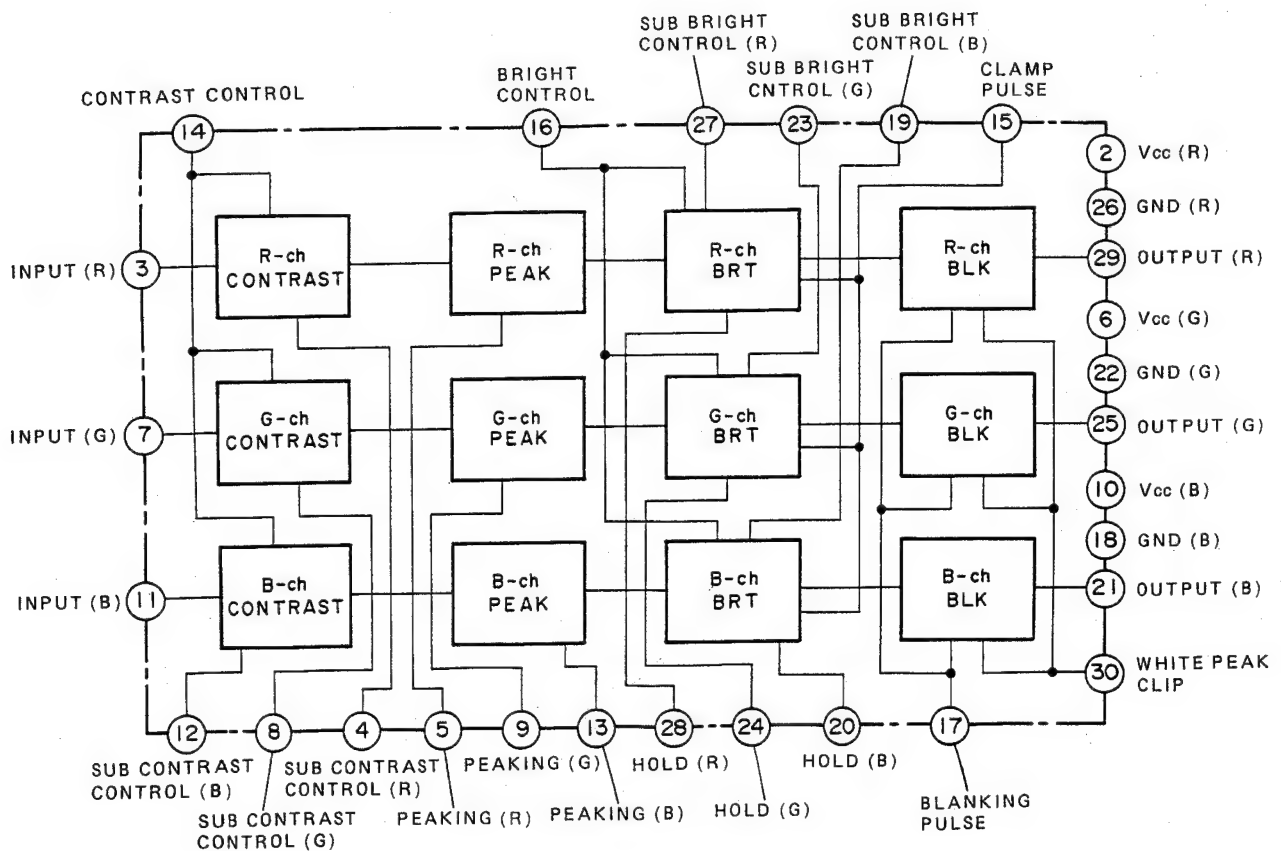 SUB BRIGHT
CONTROL (R)
SUB BRIGHT
CONTROL (B)
SUB BRIGHT
CNTROL (G)
CLAMP
PULSE
BRIGHT
CONTROL
CONTRAST CONTROL
14
16
27
23
19
15
2
Vcc (R)
26
GND (R)
INPUT (R)
3
R-ch
CONTRAST
R-ch
PEAK
R-ch
BRT
R-ch
BLK
29
OUTPUT (R)
6
Vcc (G)
22
GND (G)
INPUT (G)
7
G-ch
CONTRAST
G-ch
PEAK
G-ch
BRT
G-ch
BLK
25
OUTPUT (G)
10
Vcc (B)
18
GND (B)
INPUT (B)
11
B-ch
CONTRAST
B-ch
PEAK
B-ch
BRT
B-ch
BLK
21
OUTPUT (B)
30
WHITE PEAK
CLIP
12
8
4
5
9
13
28
24
20
17
SUB CONTRAST
CONTROL (B)
SUB CONTRAST
CONTROL (G)
SUB CONTRAST
CONTROL (R)
PEAKING (R)
PEAKING (G)
PEAKING (B)
HOLD (R)
HOLD (G)
HOLD (B)
BLANKING
PULSE